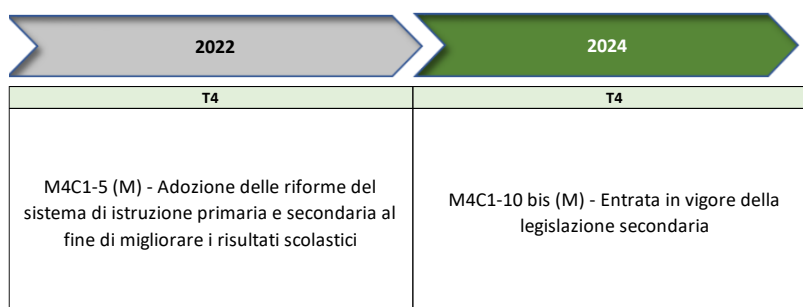 2022
2024
T4
T4
M4C1-5 (M) - Adozione delle riforme del
sistema di istruzione primaria e secondaria al
fine di migliorare i risultati scolastici
M4C1-10 bis (M) - Entrata in vigore della
legislazione secondaria